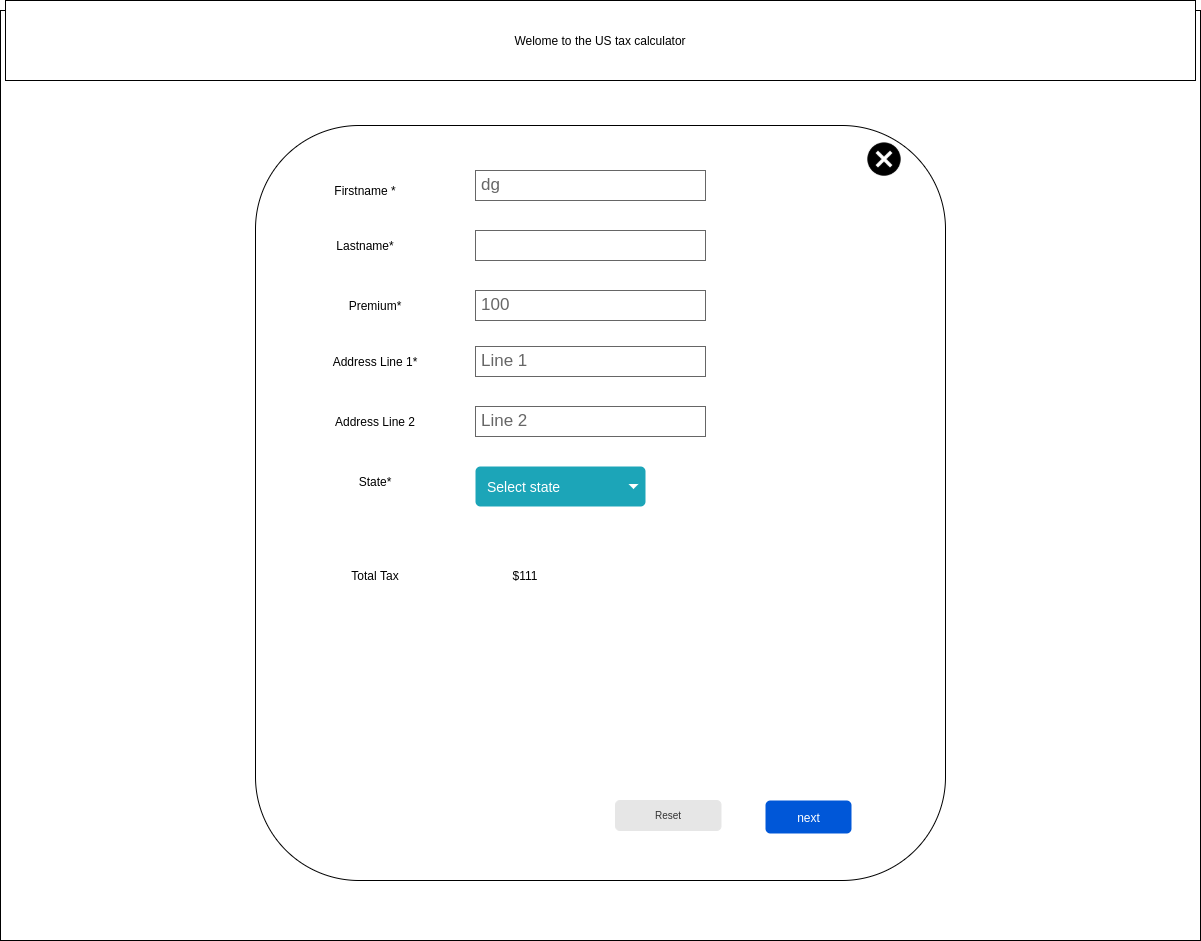 Welome to the US tax calculator
Firstname * dg
Lastname*
Premium* 100
Address Line 1* Line 1
Address Line 2 Line 2
State* Select state
Total Tax $111
Reset next